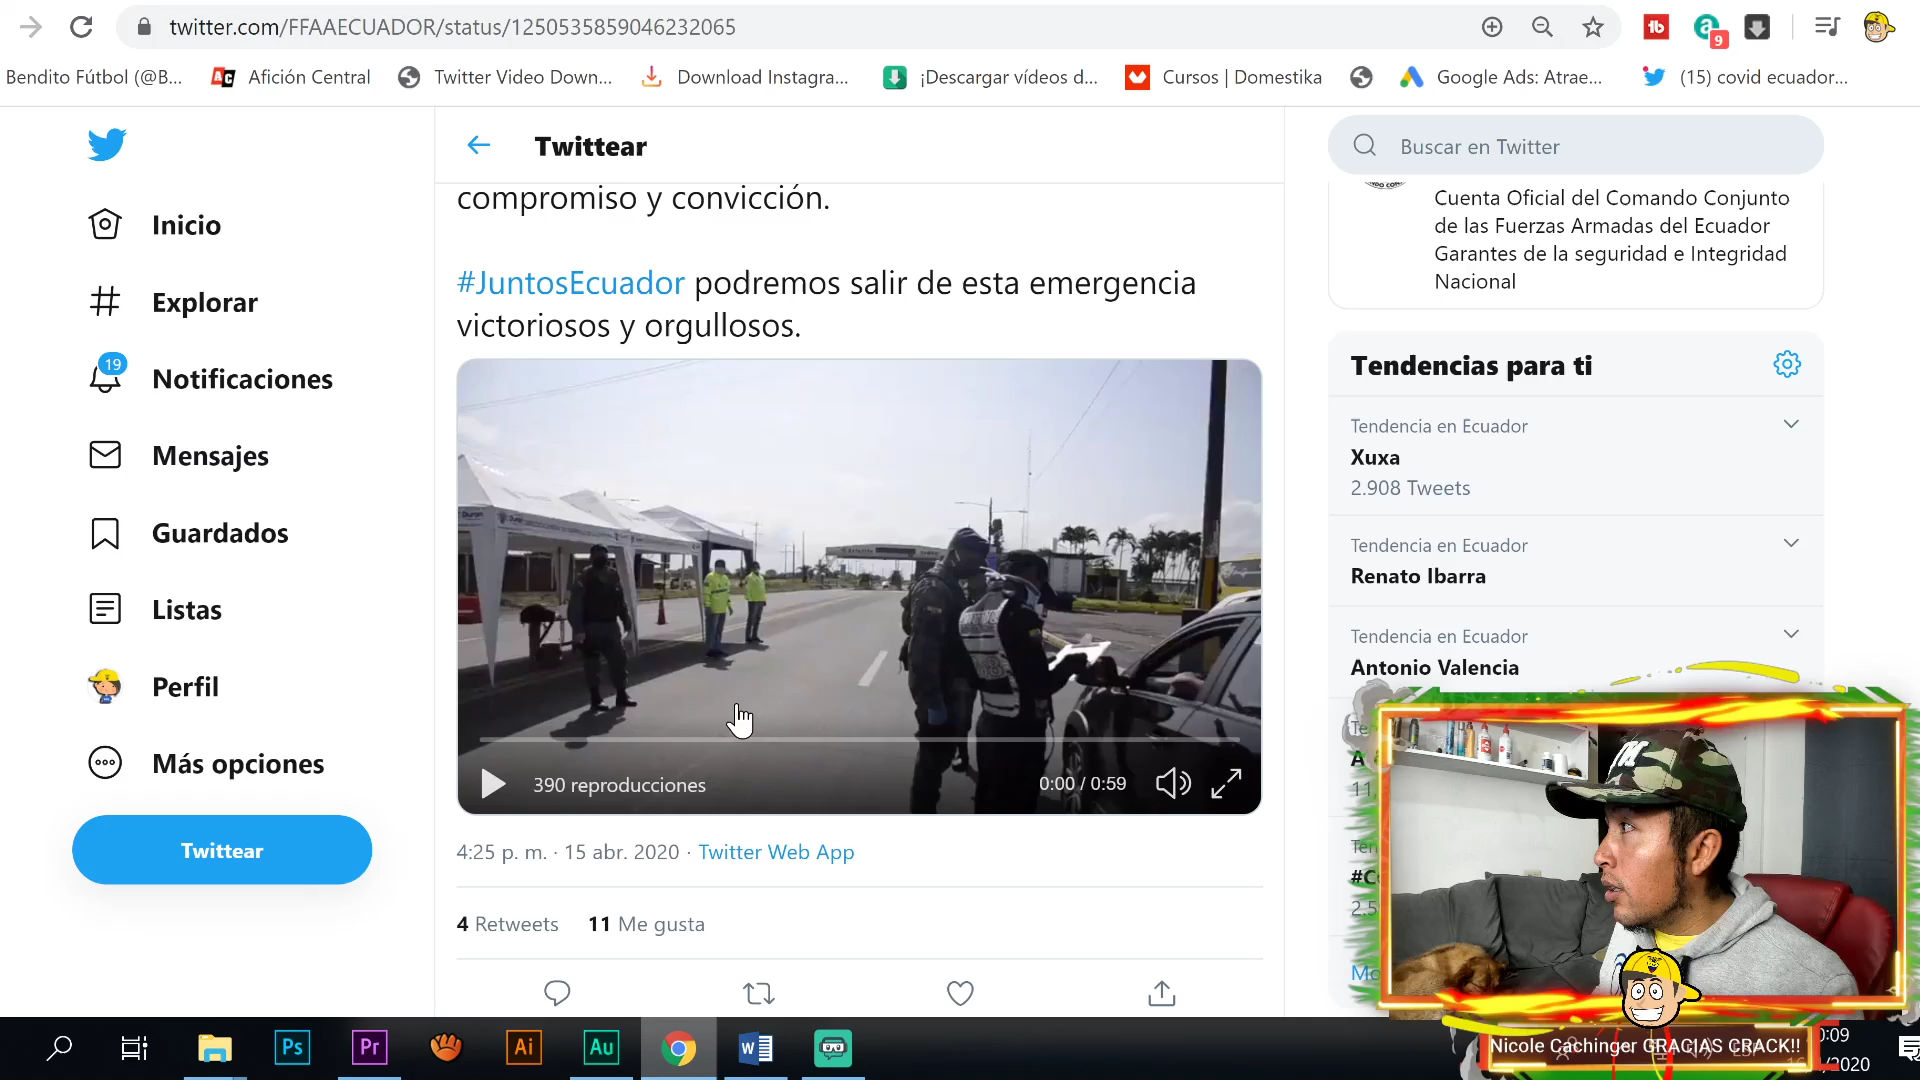 twitter.com/FFAAECUADOR/status/1250535859046232065
9
Bendito Fútbol (@B...
Afición Central
Twitter Video Down...
Download Instagra...
¡Descargar vídeos d...
Cursos | Domestika
Google Ads: Atrae...
(15) covid ecuador...
Inicio
Explorar
19
Notificaciones
Mensajes
Guardados
Listas
Perfil
Más opciones
Twittear
Twittear
compromiso y convicción.
#JuntosEcuador podremos salir de esta emergencia
victoriosos y orgullosos.
390 reproducciones
0:00 / 0:59
4:25 p. m. · 15 abr. 2020 · Twitter Web App
4 Retweets 11 Me gusta
Buscar en Twitter
Cuenta Oficial del Comando Conjunto
de las Fuerzas Armadas del Ecuador
Garantes de la seguridad e Integridad
Nacional
Tendencias para ti
Tendencia en Ecuador
Xuxa
2.908 Tweets
Tendencia en Ecuador
Renato Ibarra
Tendencia en Ecuador
Antonio Valencia
Ps
Pr
Ai
Au
Nicole Cachinger GRACIAS CRACK!!